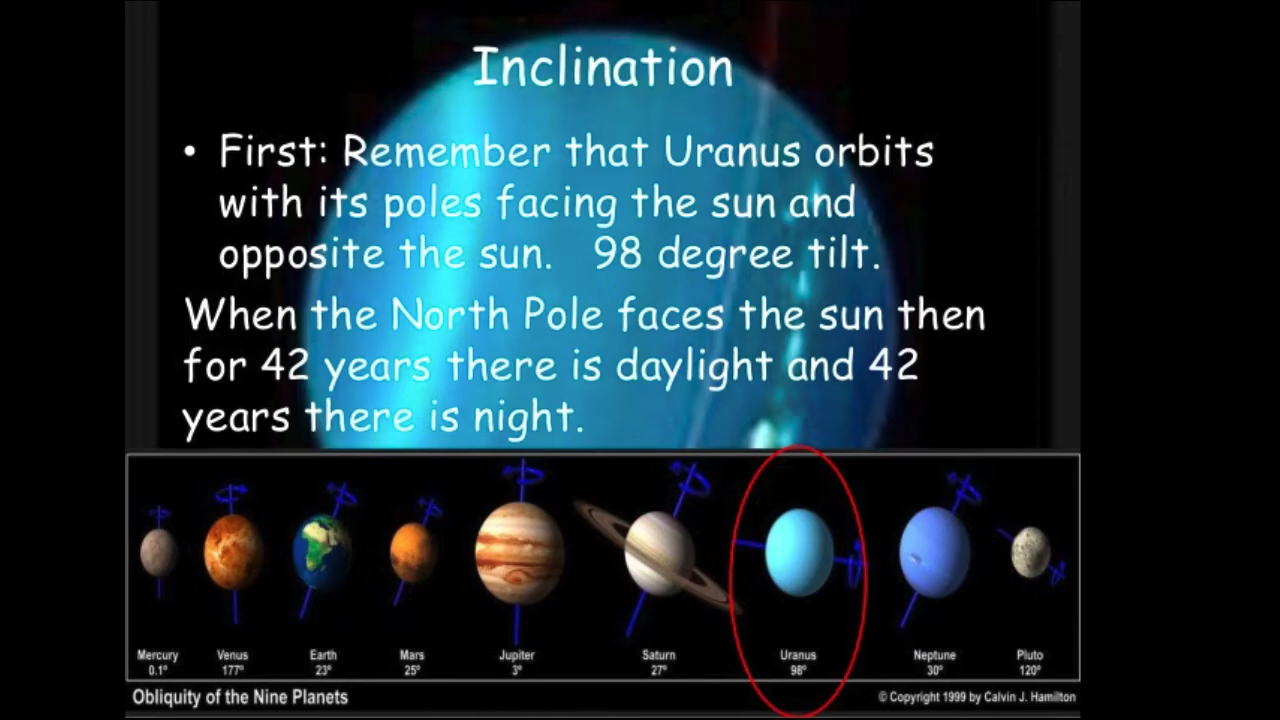 Inclination
• First: Remember that Uranus orbits
with its poles facing the sun and
opposite the sun. 98 degree tilt.
When the North Pole faces the sun then
for 42 years there is daylight and 42
years there is night.
Mercury Venus Earth Mars Jupiter Saturn Uranus Neptune Pluto
0.1° 177° 23° 25° 3° 27° 98° 30° 120°
Obliquity of the Nine Planets © Copyright 1999 by Calvin J. Hamilton